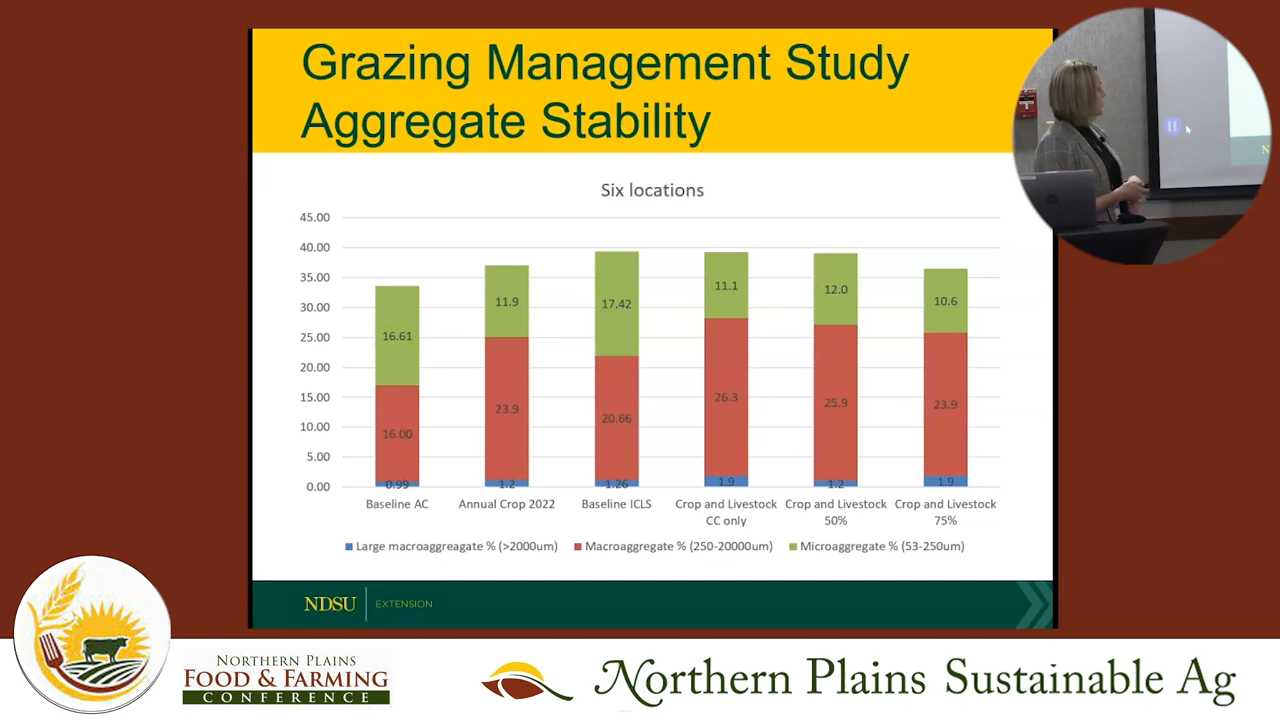 Grazing Management Study
Aggregate Stability
Six locations
45.00
40.00
35.00
30.00
25.00
20.00
15.00
10.00
5.00
0.00
16.61
16.00
0.99
11.9
23.9
1.2
17.42
20.66
1.26
11.1
26.3
1.9
12.0
25.9
1.2
10.6
23.9
1.9
Baseline AC
Annual Crop 2022
Baseline ICLS
Crop and Livestock
CC only
Crop and Livestock
50%
Crop and Livestock
75%
Large macroaggreagate % (>2000um)
Macroaggregate % (250-20000um)
Microaggregate % (53-250um)
NDSU
EXTENSION
N
NORTHERN PLAINS
FOOD & FARMING
CONFERENCE
Northern Plains Sustainable Ag